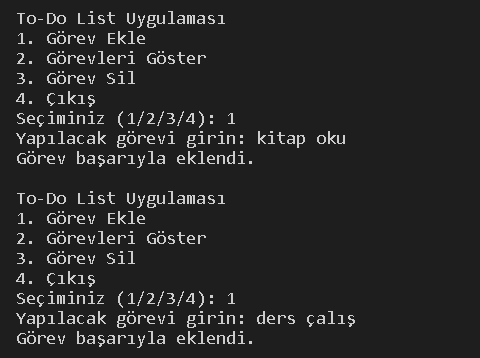 To-Do List Uygulaması
1. Görev Ekle
2. Görevleri Göster
3. Görev Sil
4. Çıkış
Seçiminiz (1/2/3/4): 1
Yapılacak görevi girin: kitap oku
Görev başarıyla eklendi.

To-Do List Uygulaması
1. Görev Ekle
2. Görevleri Göster
3. Görev Sil
4. Çıkış
Seçiminiz (1/2/3/4): 1
Yapılacak görevi girin: ders çalış
Görev başarıyla eklendi.